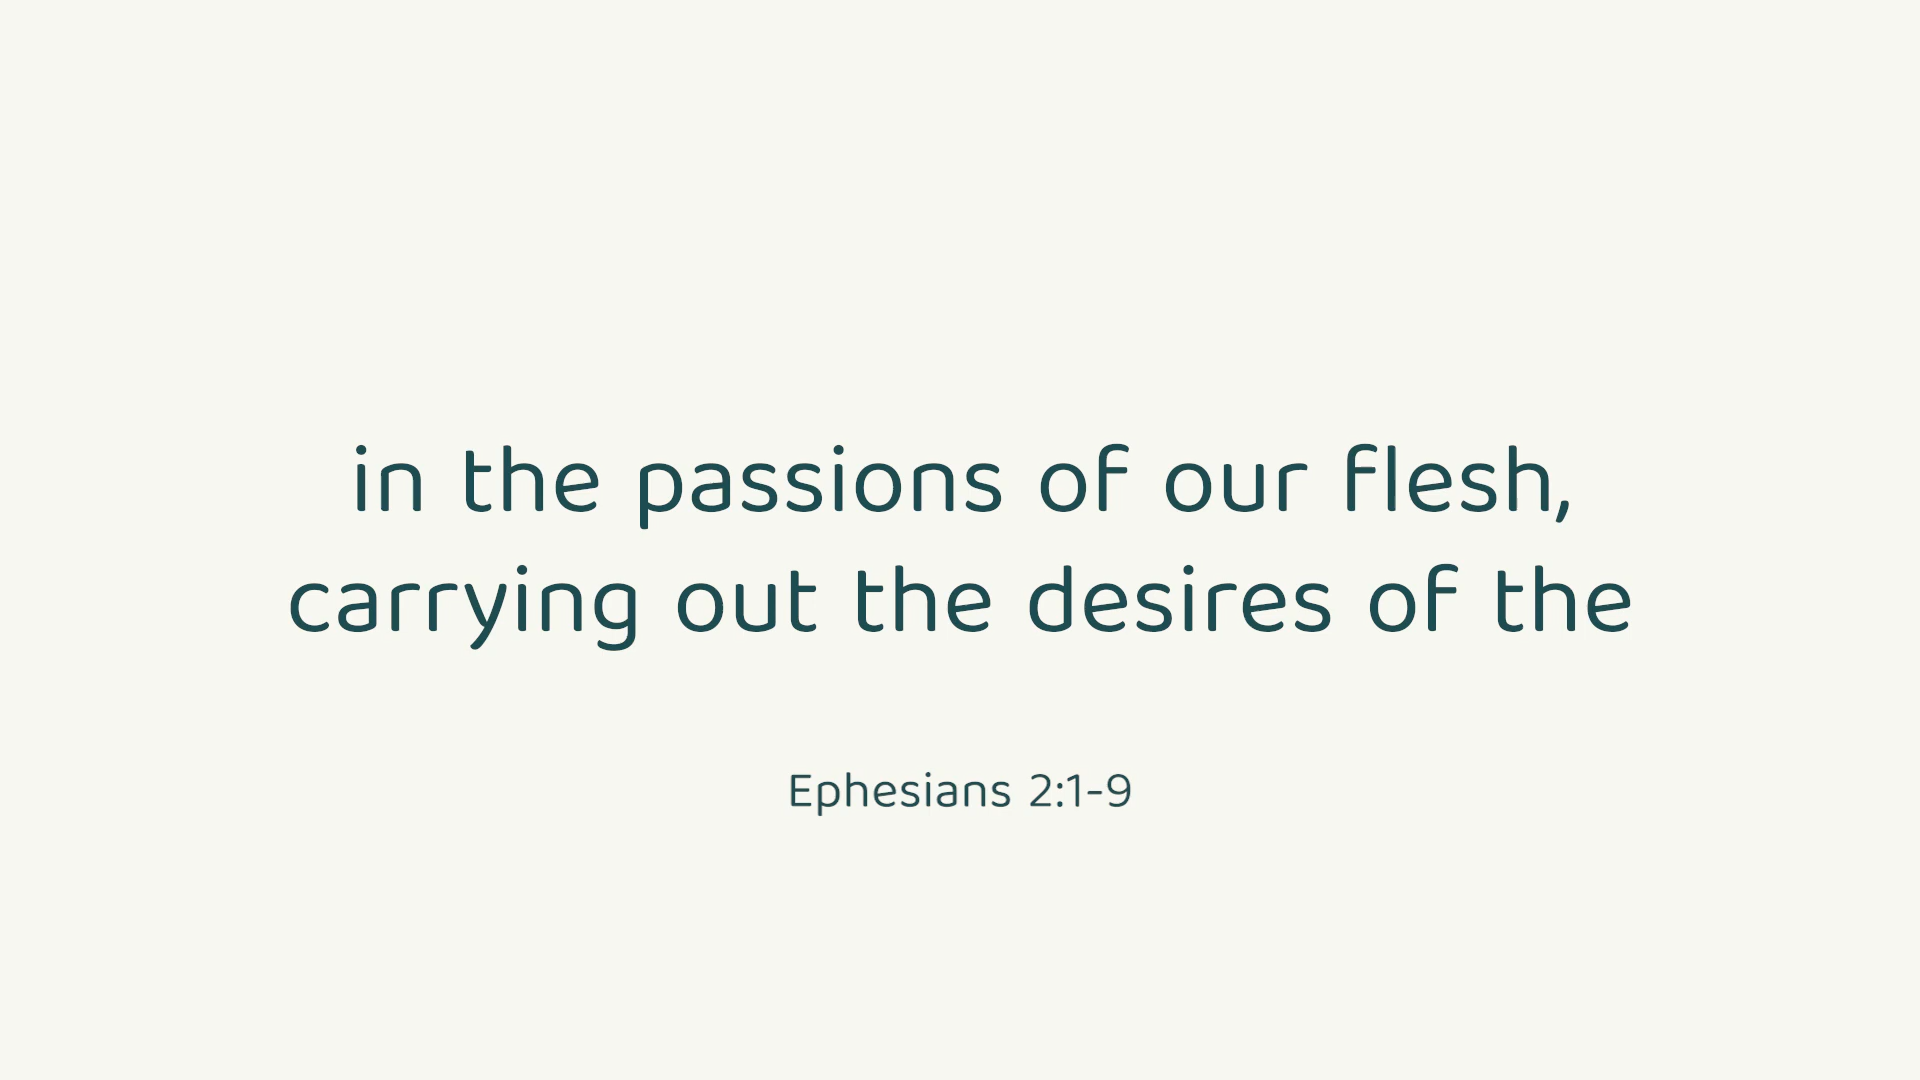 in the passions of our flesh,
carrying out the desires of the
Ephesians 2:1-9